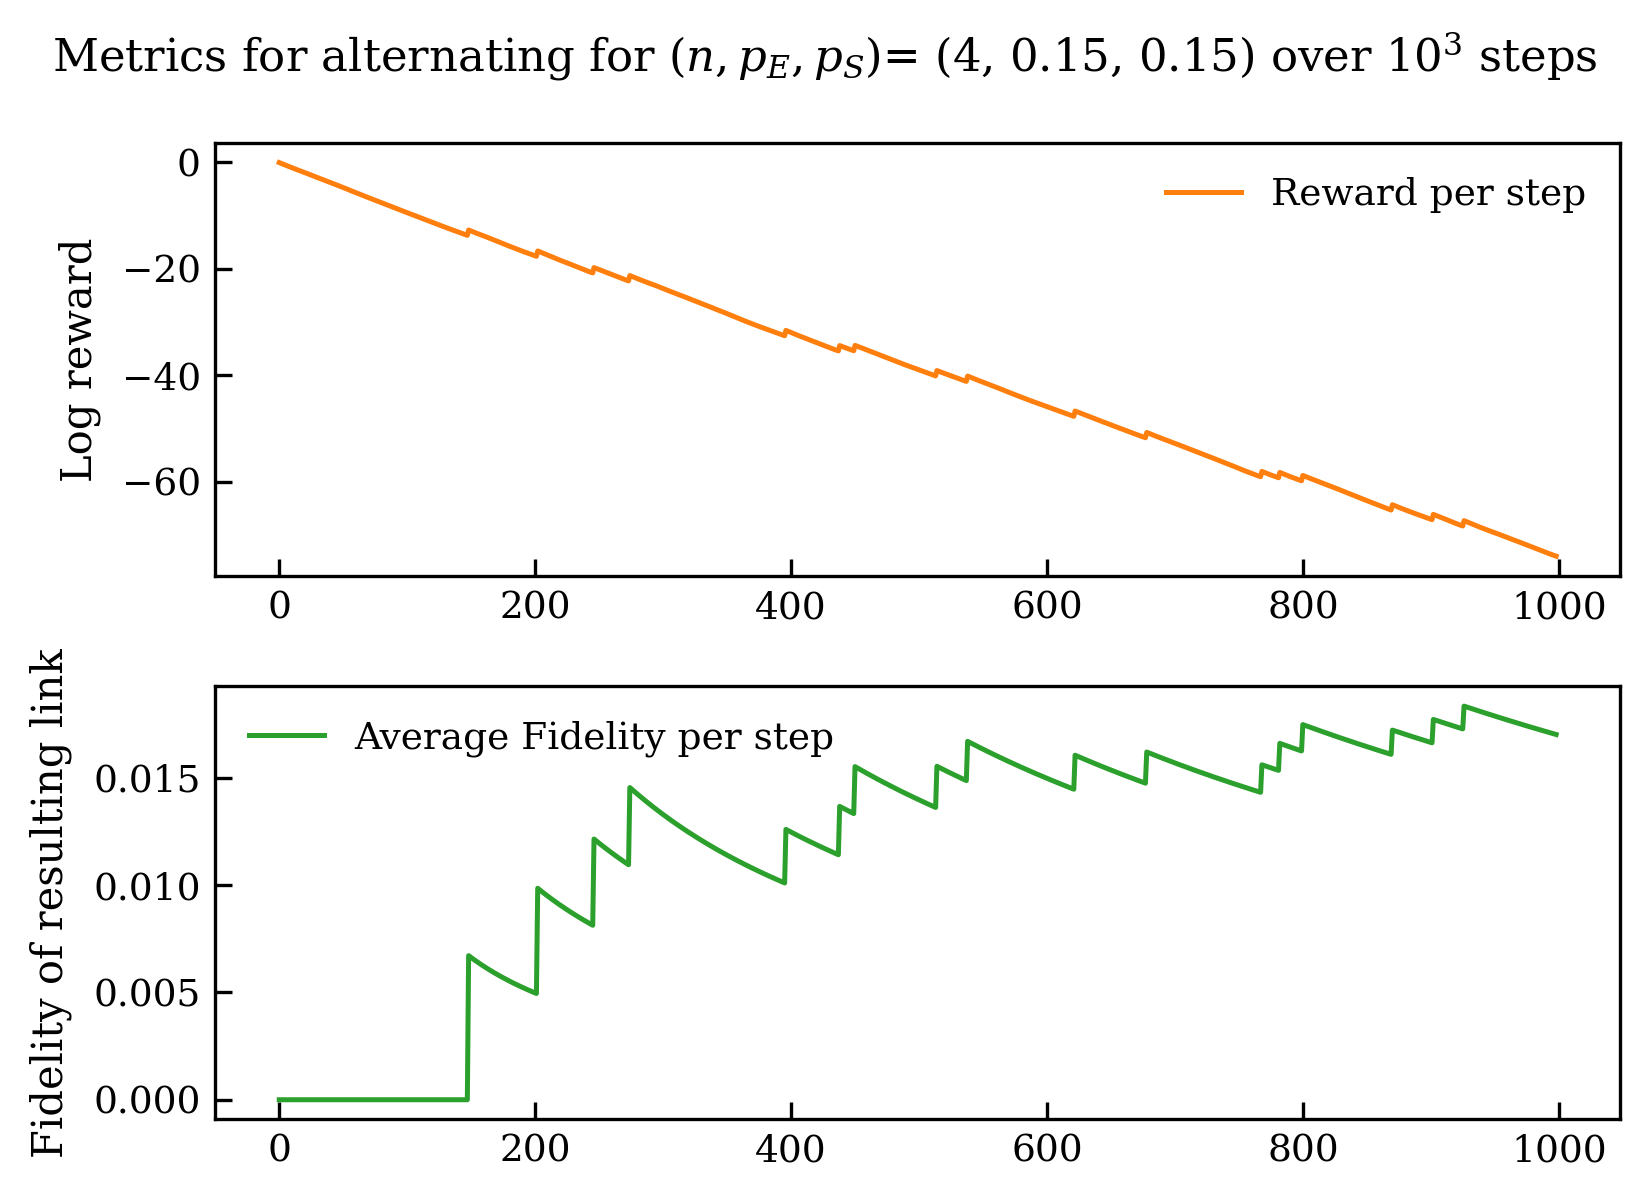 Metrics for alternating for (n, p_E, p_S)= (4, 0.15, 0.15) over 10^3 steps
0
−20
−40
−60
Log reward
Reward per step
0 200 400 600 800 1000
0.015
0.010
0.005
0.000
Fidelity of resulting link
Average Fidelity per step
0 200 400 600 800 1000